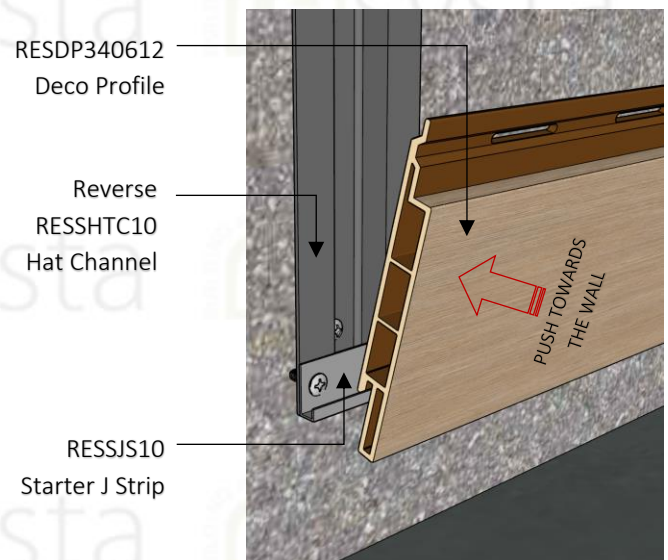 RESDP340612
Deco Profile
Reverse
RESSHTC10
Hat Channel
RESSJS10
Starter J Strip
PUSH TOWARDS
THE WALL